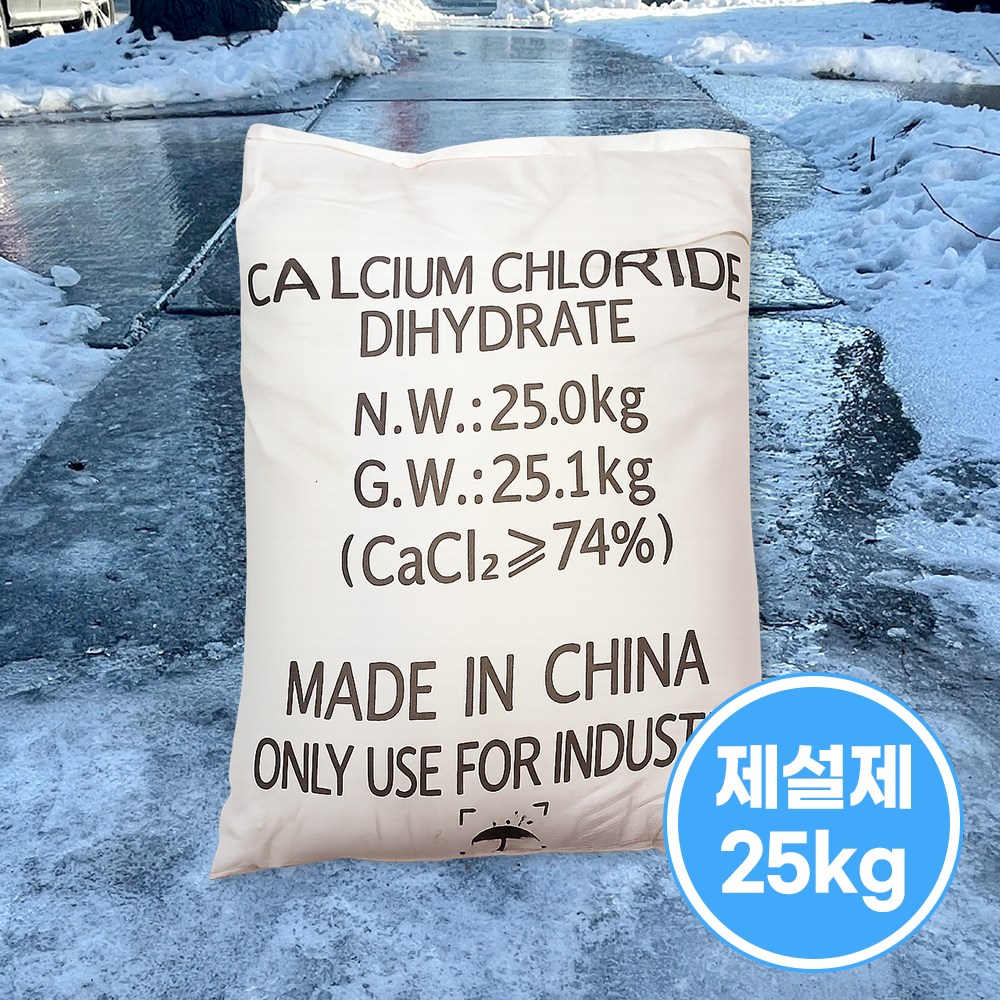 CALCIUM CHLORIDE
DIHYDRATE
N.W.:25.0kg
G.W.:25.1kg
(CaCl₂⩾74%)
MADE IN CHINA
ONLY USE FOR INDUST
제설제
25kg